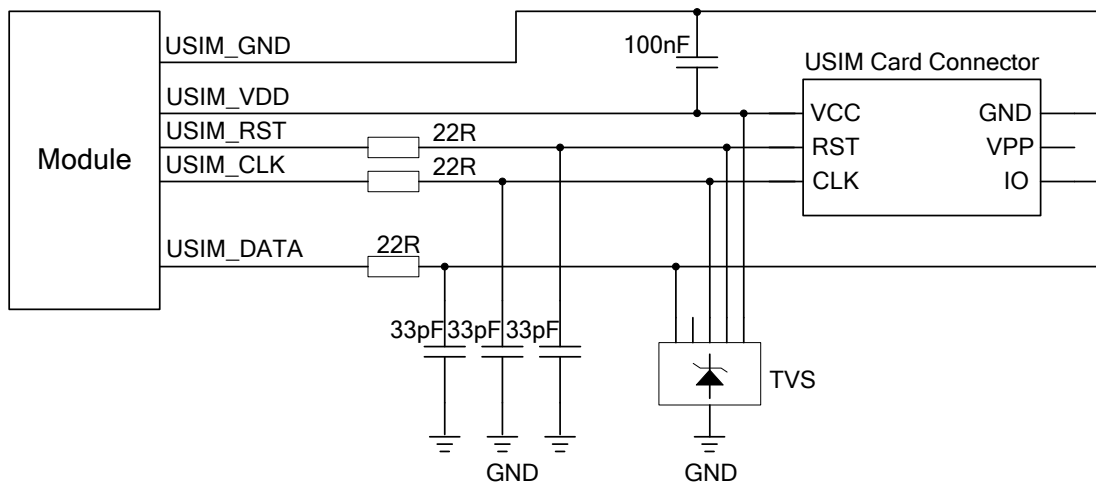 USIM_GND
100nF
USIM Card Connector
USIM_VDD
VCC
GND
USIM_RST
22R
RST
VPP
Module
USIM_CLK
22R
CLK
IO
USIM_DATA
22R
33pF 33pF 33pF
TVS
GND
GND